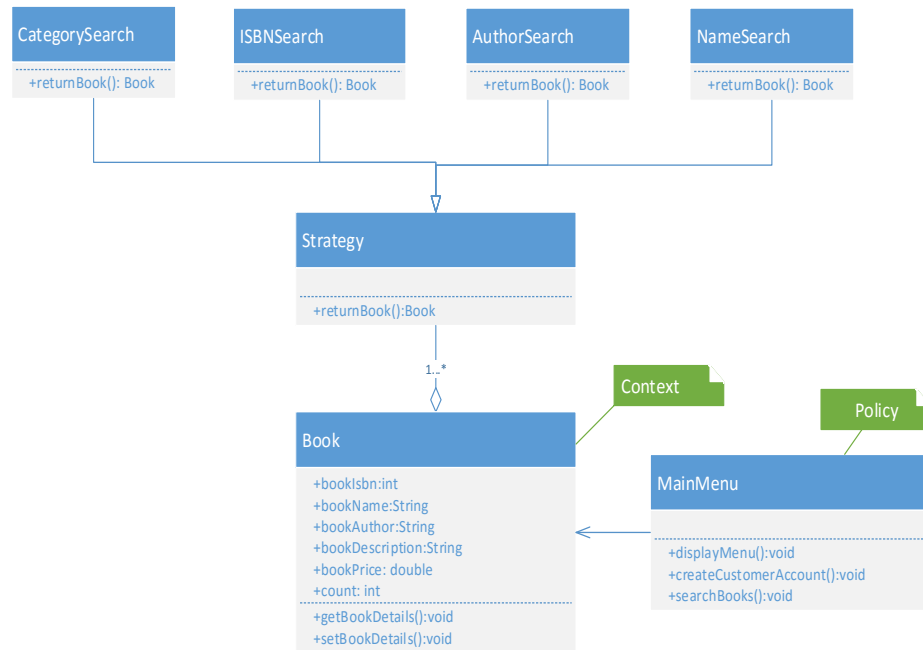 CategorySearch
+returnBook(): Book
ISBNSearch
+returnBook(): Book
AuthorSearch
+returnBook(): Book
NameSearch
+returnBook(): Book
Strategy
+returnBook():Book
1...*
Context
Policy
Book
+bookIsbn:int
+bookName:String
+bookAuthor:String
+bookDescription:String
+bookPrice: double
+count: int
+getBookDetails():void
+setBookDetails():void
MainMenu
+displayMenu():void
+createCustomerAccount():void
+searchBooks():void